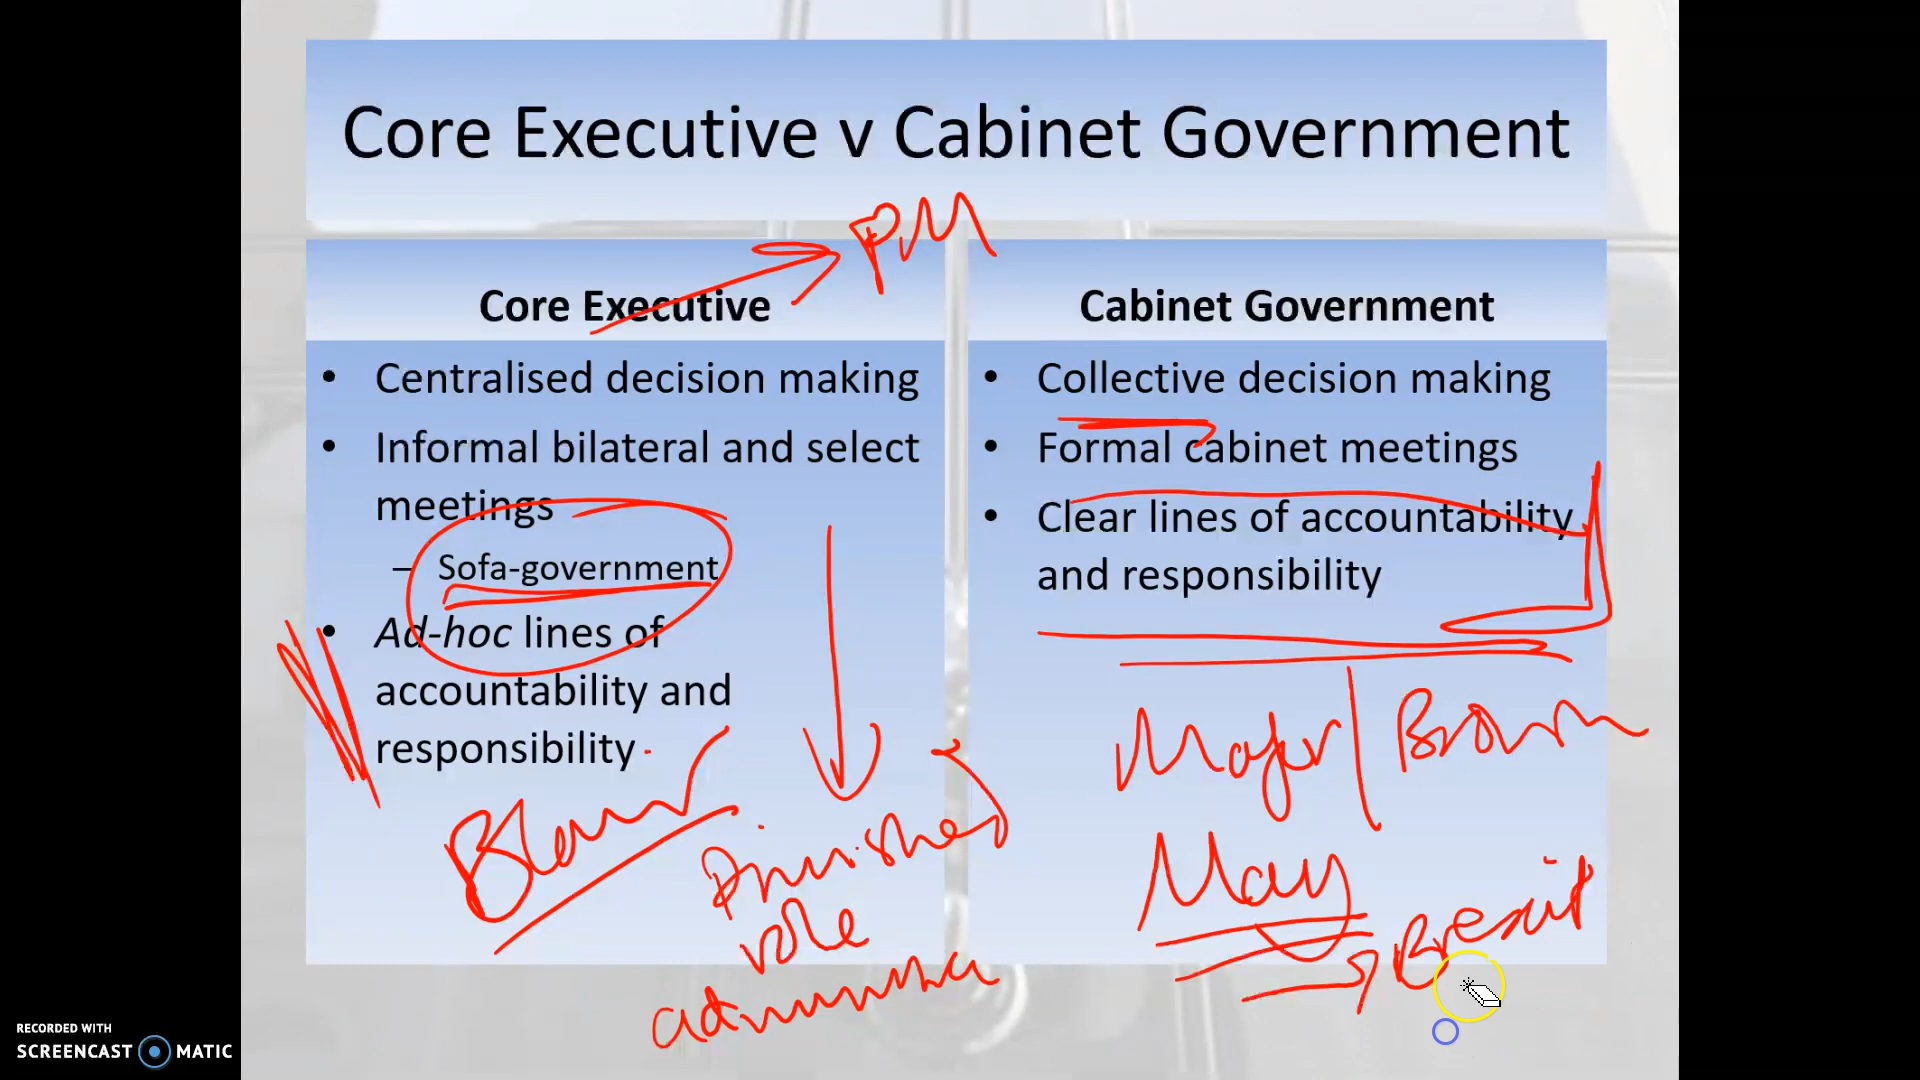 Core Executive v Cabinet Government
PM
Core Executive
• Centralised decision making
• Informal bilateral and select
meetings
– Sofa-government
• Ad-hoc lines of
accountability and
responsibility
Blair
role
Cabinet Government
• Collective decision making
• Formal cabinet meetings
• Clear lines of accountability
and responsibility
Major Brown
May
Brexit
RECORDED WITH
SCREENCAST MATIC